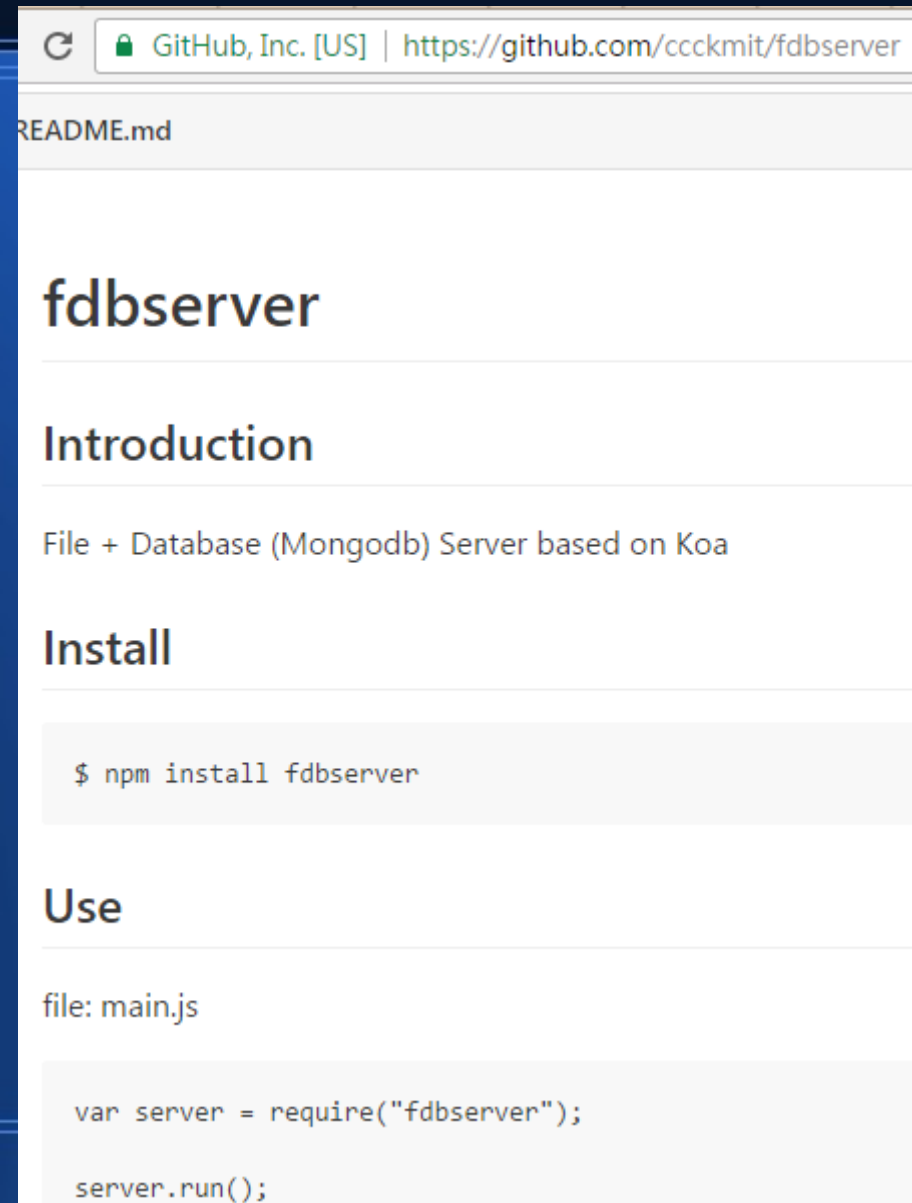 GitHub, Inc. [US] | https://github.com/ccckmit/fdbserver
README.md
fdbserver
Introduction
File + Database (Mongodb) Server based on Koa
Install
$ npm install fdbserver
Use
file: main.js
var server = require("fdbserver");
server.run();